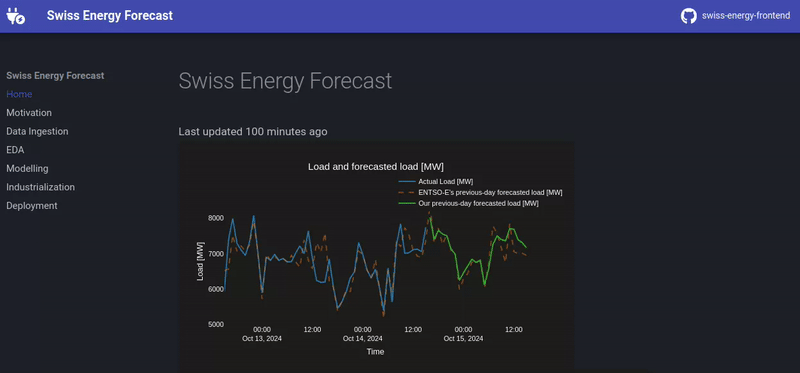 Swiss Energy Forecast
swiss-energy-frontend
Swiss Energy Forecast
Home
Motivation
Data Ingestion
EDA
Modelling
Industrialization
Deployment
Swiss Energy Forecast
Last updated 100 minutes ago
Load and forecasted load [MW]
Actual Load [MW]
ENTSO-E's previous-day forecasted load [MW]
Our previous-day forecasted load [MW]
Load [MW]
8000
7000
6000
5000
00:00 12:00 00:00 12:00 00:00 12:00
Oct 13, 2024 Oct 14, 2024 Oct 15, 2024
Time